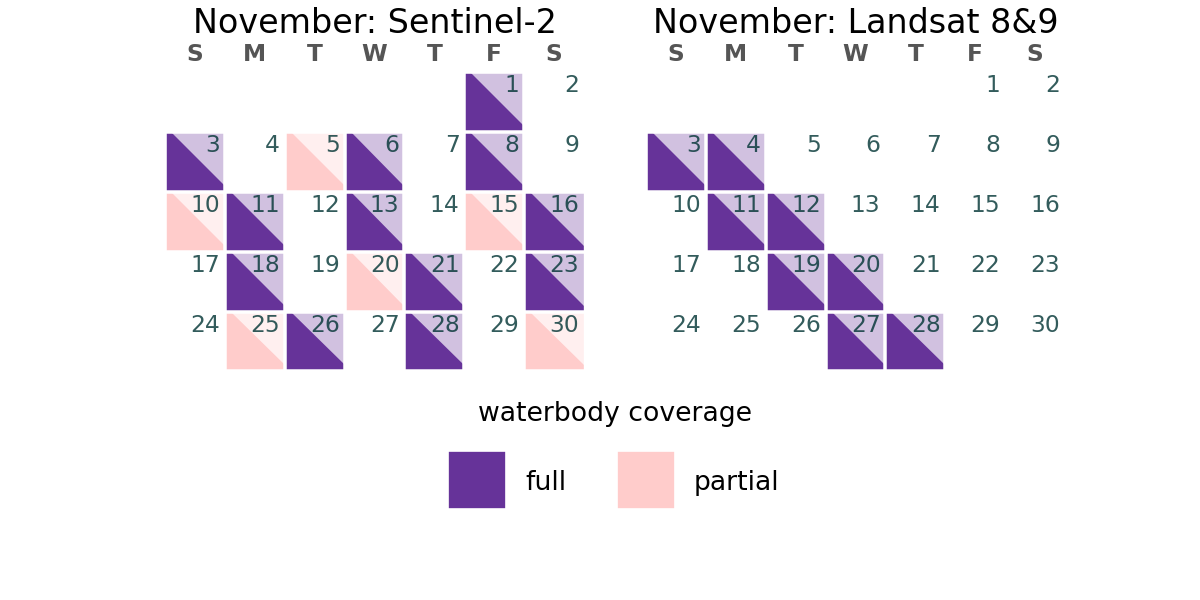 November: Sentinel-2
S M T W T F S
1 2
3 4 5 6 7 8 9
10 11 12 13 14 15 16
17 18 19 20 21 22 23
24 25 26 27 28 29 30
November: Landsat 8&9
S M T W T F S
1 2
3 4 5 6 7 8 9
10 11 12 13 14 15 16
17 18 19 20 21 22 23
24 25 26 27 28 29 30
waterbody coverage
full partial